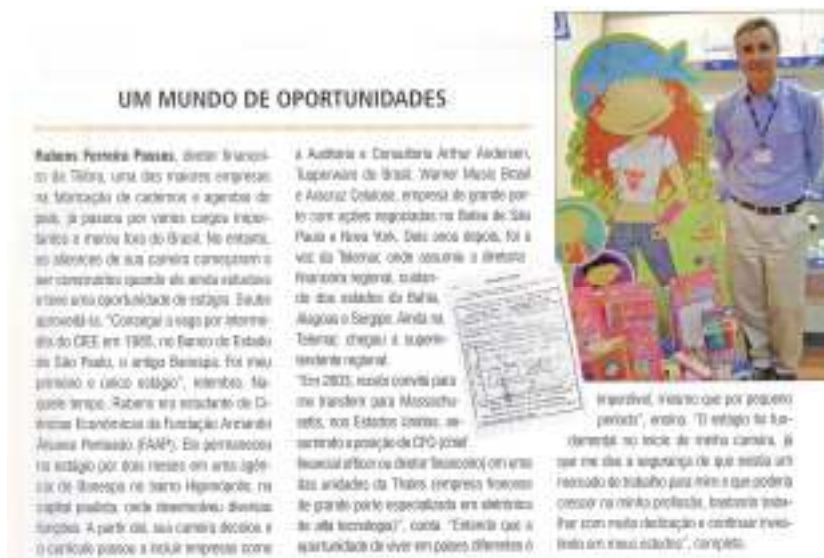 UM MUNDO DE OPORTUNIDADES
Rubens Ferreira Passos, diretor financei-
ro da Tilibra, uma das maiores empresas
na fabricação de cadernos e agendas do
país, já passou por vários cargos impor-
tantes e morou fora do Brasil. No entanto,
os alicerces de sua carreira começaram a
ser construídos quando ele ainda estudava
e teve uma oportunidade de estágio. Soube
aproveitá-la. "Consegui a vaga por intermé-
dio do CIEE em 1985, no Banco do Estado
de São Paulo, o antigo Banespa. Foi meu
primeiro e único estágio", relembra. Na-
quele tempo, Rubens era estudante de Ci-
ências Econômicas da Fundação Armando
Álvares Penteado (FAAP). Ele permaneceu
no estágio por dois meses em uma agên-
cia do Banespa no bairro Higienópolis, na
capital paulista, onde desenvolveu diversas
funções. A partir daí, sua carreira decolou e
o currículo passou a incluir empresas como
a Auditoria e Consultoria Arthur Andersen,
Tupperware do Brasil, Warner Music Brasil
e Aracruz Celulose, empresa de grande por-
te com ações negociadas na Bolsa de São
Paulo e Nova York. Dois anos depois, foi a
vez da Telemar, onde assumiu a diretoria
financeira regional, cuidan-
do dos estados da Bahia,
Alagoas e Sergipe. Ainda na
Telemar, chegou a superin-
tendente regional.
"Em 2003, recebi convite para
me transferir para Massachu-
setts, nos Estados Unidos, as-
sumindo a posição de CFO (chief
financial officer ou diretor financeiro) em uma
das unidades da Thales (empresa francesa
de grande porte especializada em eletrônica
de alta tecnologia)", conta. "Entendo que a
oportunidade de viver em países diferentes é
imperdível, mesmo que por pequeno
período", ensina. "O estágio foi fun-
damental no início de minha carreira, já
que me deu a segurança de que existia um
mercado de trabalho para mim e que poderia
crescer na minha profissão, bastando traba-
lhar com muita dedicação e continuar inves-
tindo em meus estudos", completa.